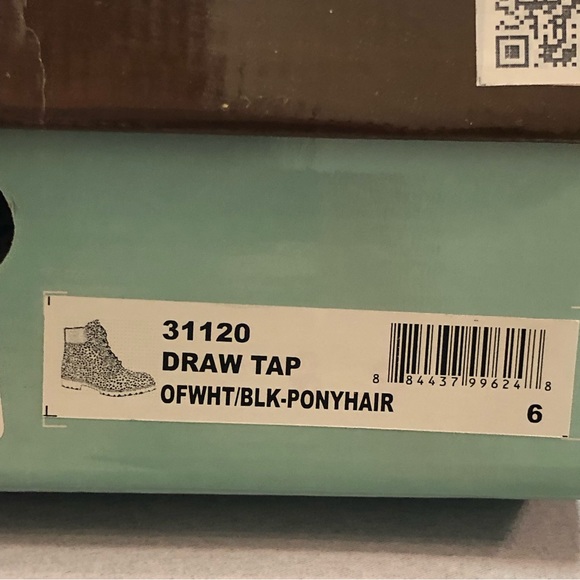 31120
DRAW TAP
OFWHT/BLK-PONYHAIR
8 84437 99624 8
6